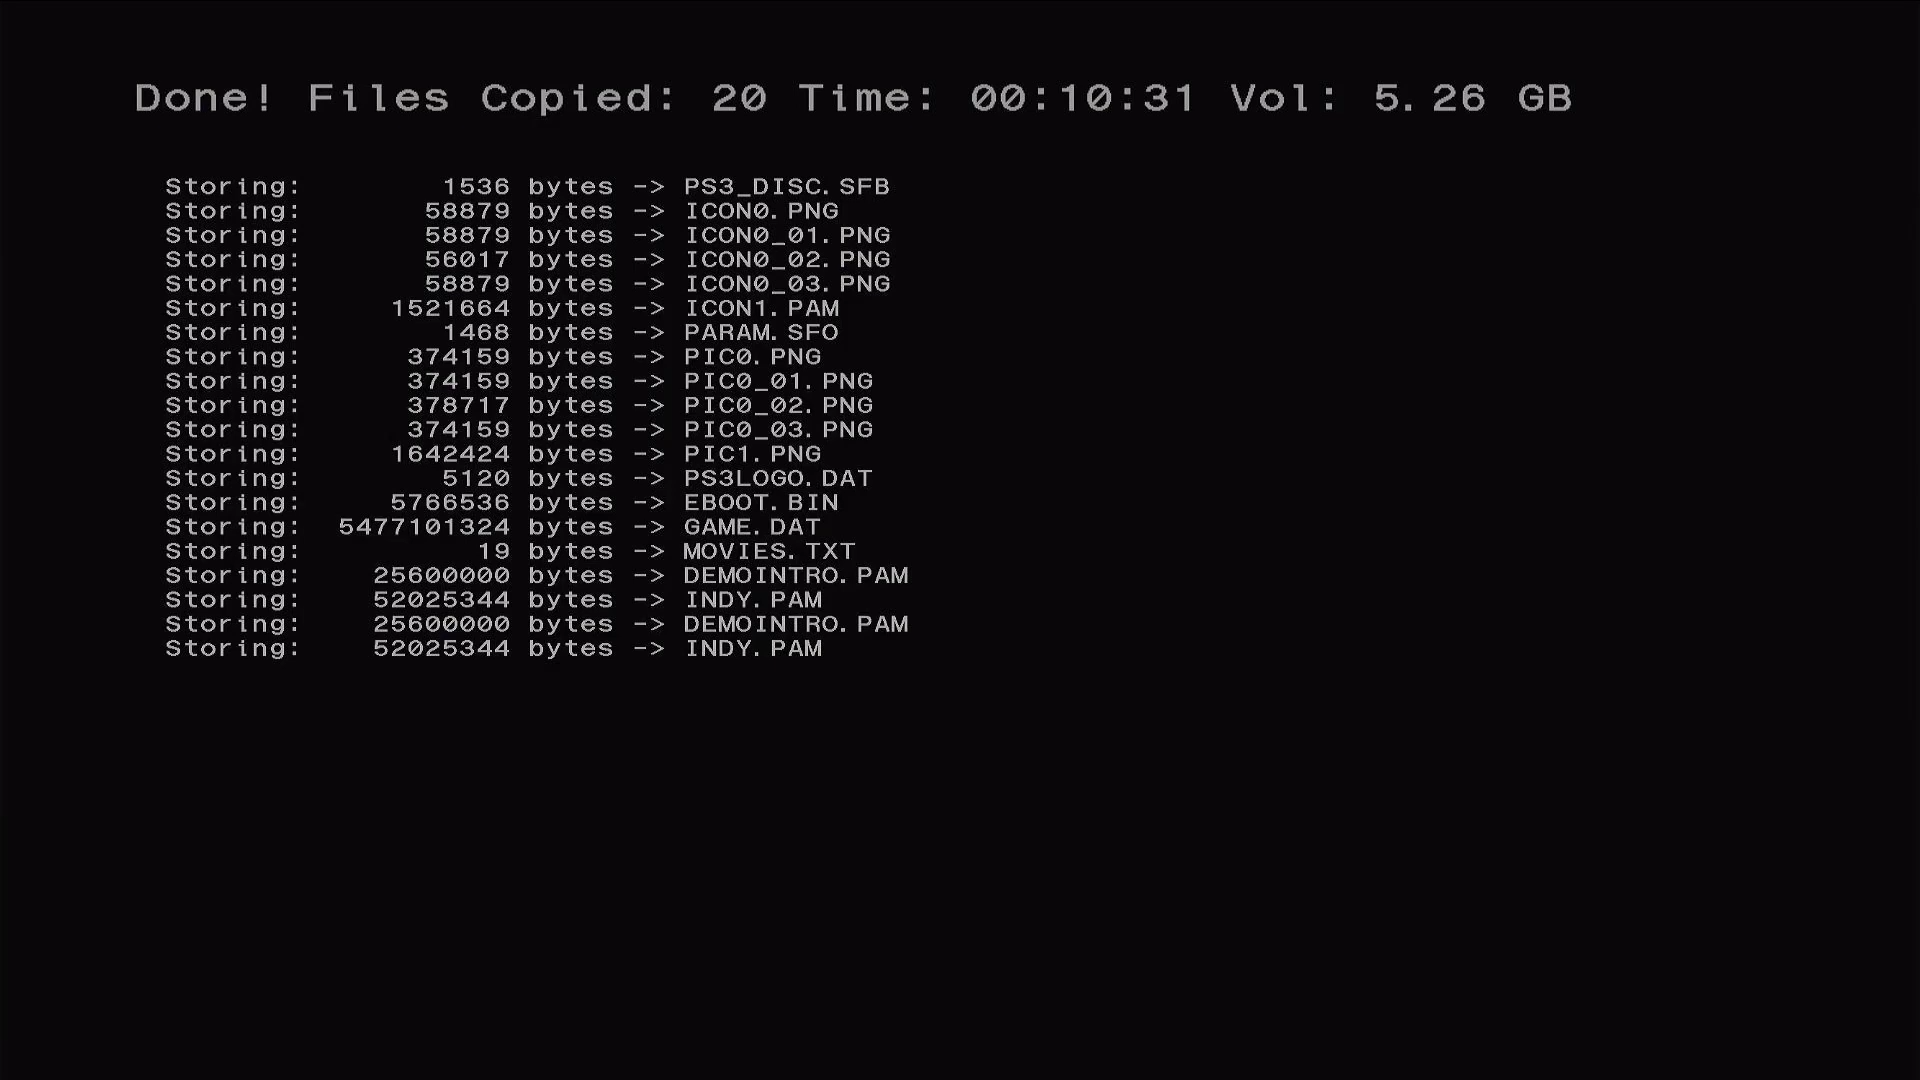 Done! Files Copied: 20 Time: 00:10:31 Vol: 5.26 GB
Storing: 1536 bytes -> PS3_DISC.SFB
Storing: 58879 bytes -> ICON0.PNG
Storing: 58879 bytes -> ICON0_01.PNG
Storing: 56017 bytes -> ICON0_02.PNG
Storing: 58879 bytes -> ICON0_03.PNG
Storing: 1521664 bytes -> ICON1.PAM
Storing: 1468 bytes -> PARAM.SFO
Storing: 374159 bytes -> PIC0.PNG
Storing: 374159 bytes -> PIC0_01.PNG
Storing: 378717 bytes -> PIC0_02.PNG
Storing: 374159 bytes -> PIC0_03.PNG
Storing: 1642424 bytes -> PIC1.PNG
Storing: 5120 bytes -> PS3LOGO.DAT
Storing: 5766536 bytes -> EBOOT.BIN
Storing: 5477101324 bytes -> GAME.DAT
Storing: 19 bytes -> MOVIES.TXT
Storing: 25600000 bytes -> DEMOINTRO.PAM
Storing: 52025344 bytes -> INDY.PAM
Storing: 25600000 bytes -> DEMOINTRO.PAM
Storing: 52025344 bytes -> INDY.PAM